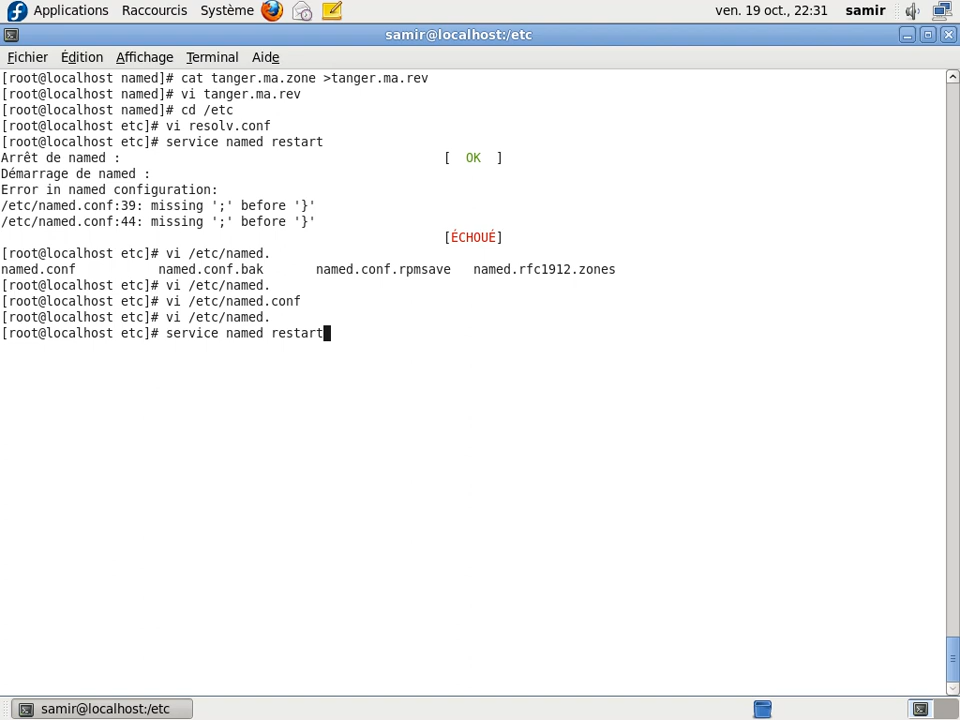 Applications Raccourcis Système ven. 19 oct., 22:31 samir
samir@localhost:/etc
Fichier Édition Affichage Terminal Aide
[root@localhost named]# cat tanger.ma.zone >tanger.ma.rev
[root@localhost named]# vi tanger.ma.rev
[root@localhost named]# cd /etc
[root@localhost etc]# vi resolv.conf
[root@localhost etc]# service named restart
Arrêt de named : [ OK ]
Démarrage de named :
Error in named configuration:
/etc/named.conf:39: missing ';' before '}'
/etc/named.conf:44: missing ';' before '}'
[ÉCHOUÉ]
[root@localhost etc]# vi /etc/named.
named.conf named.conf.bak named.conf.rpmsave named.rfc1912.zones
[root@localhost etc]# vi /etc/named.
[root@localhost etc]# vi /etc/named.conf
[root@localhost etc]# vi /etc/named.
[root@localhost etc]# service named restart
samir@localhost:/etc